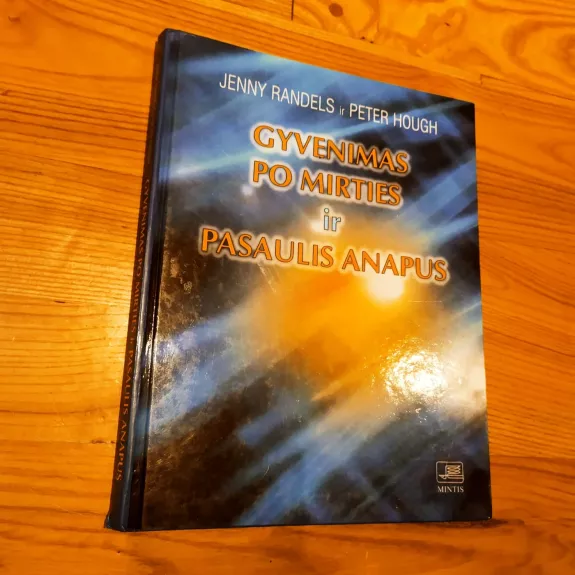 JENNY RANDELS ir PETER HOUGH
GYVENIMAS
PO MIRTIES
ir
PASAULIS ANAPUS
MINTIS
GYVENIMAS PO MIRTIES ir PASAULIS ANAPUS